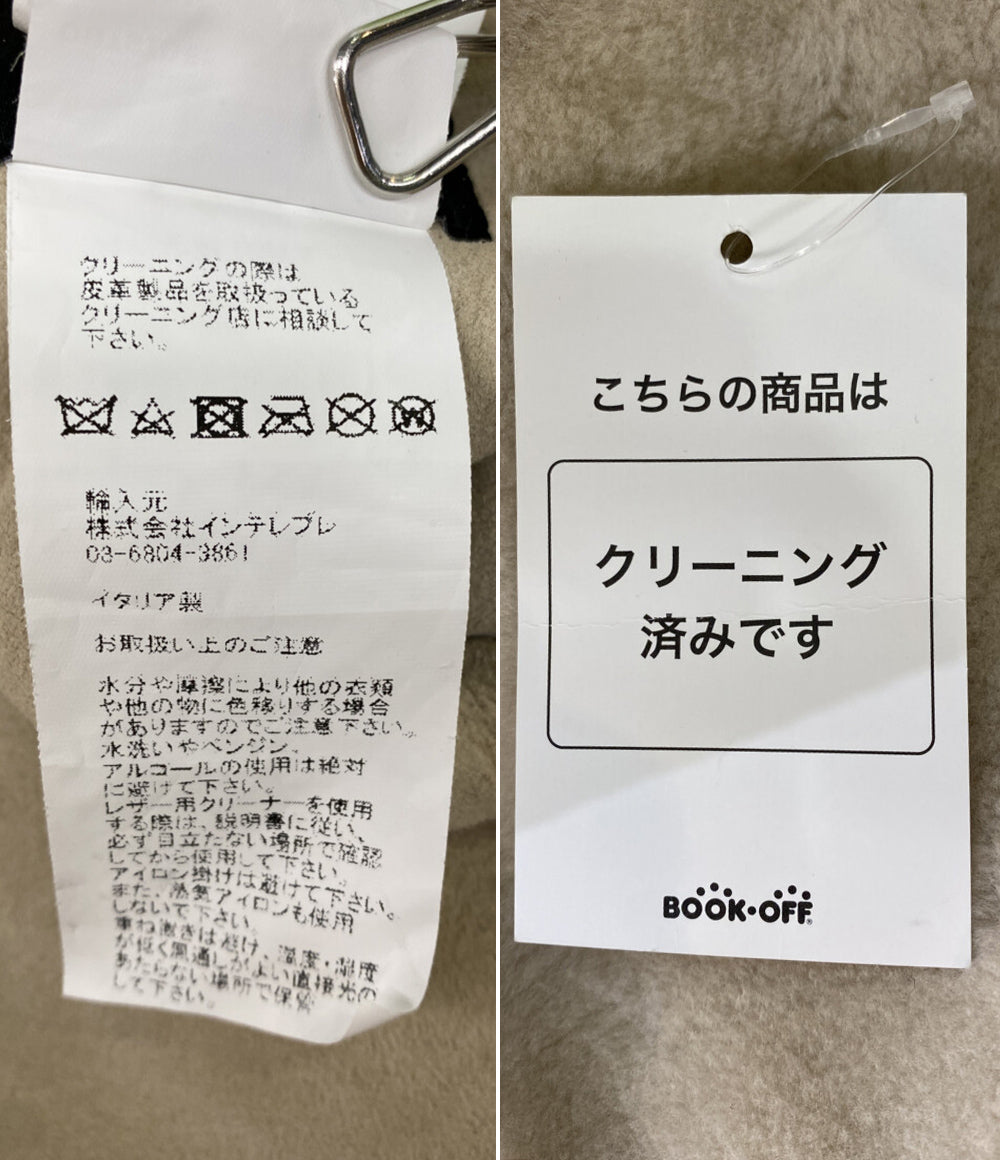 クリーニングの際は
皮革製品を取扱っている
クリーニング店に相談して
下さい。
W
輸入元
株式会社インテレプレ
03-6804-3861
イタリア製
お取扱い上のご注意
水分や摩擦により他の衣類
や他の物に色移りする場合
がありますのでご注意下さい。
水洗いやベンジン、
アルコールの使用は絶対
に避けて下さい。
レザー用クリーナーを使用
する際は、説明書に従い、
必ず目立たない場所で確認
してから使用して下さい。
アイロン掛けは避けて下さい。
また、蒸気アイロンも使用
しないで下さい。
重ね置きは避け、温度・湿度
が低く風通しがよい直接光の
あたらない場所で保管
して下さい。
こちらの商品は
クリーニング
済みです
BOOK・OFF®